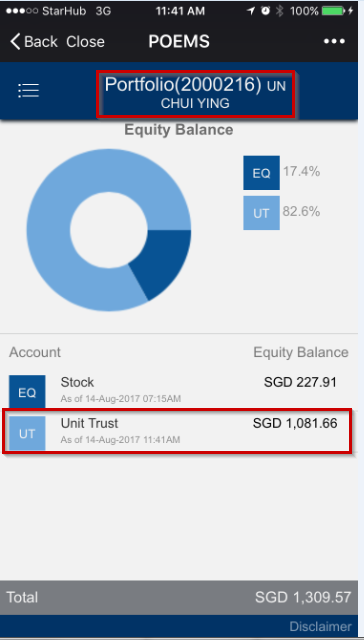 StarHub 3G 11:41 AM 100%
Back Close POEMS
Portfolio(2000216) UN
CHUI YING
Equity Balance
EQ 17.4%
UT 82.6%
Account Equity Balance
EQ Stock SGD 227.91
As of 14-Aug-2017 07:15AM
UT Unit Trust SGD 1,081.66
As of 14-Aug-2017 11:41AM
Total SGD 1,309.57
Disclaimer